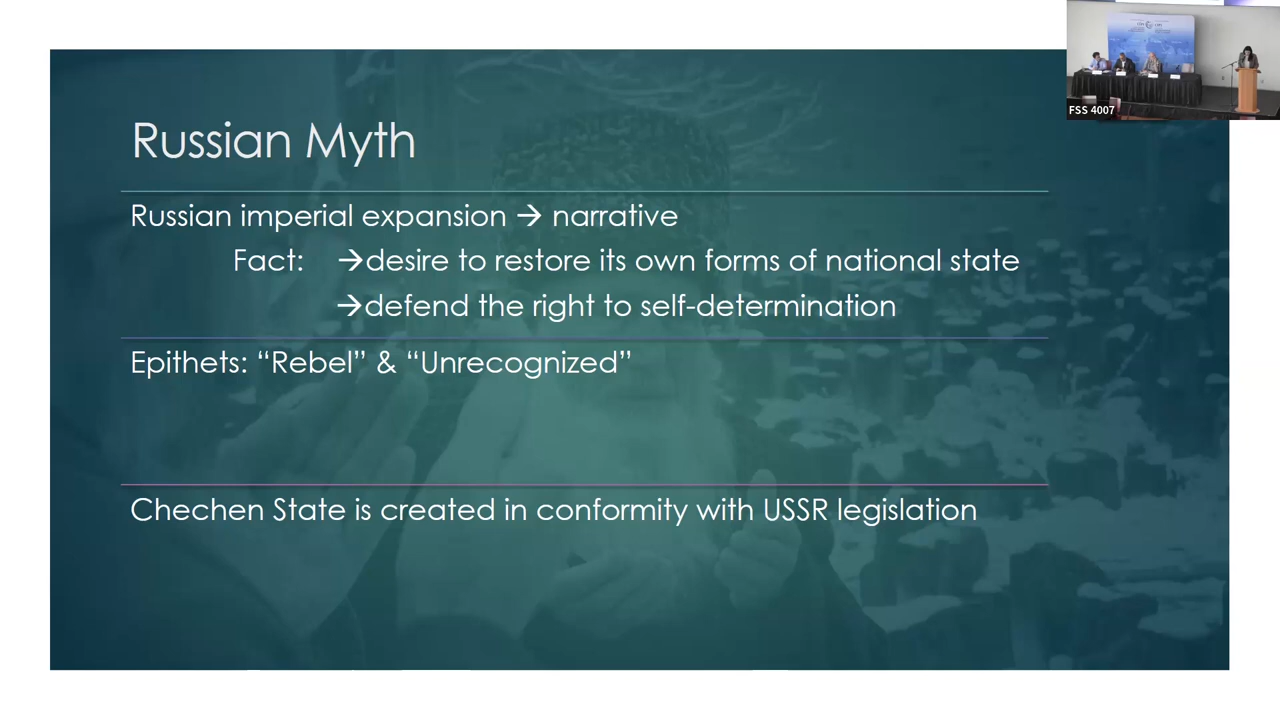 Russian Myth
Russian imperial expansion → narrative
Fact: →desire to restore its own forms of national state
→defend the right to self-determination
Epithets: “Rebel” & “Unrecognized”
Chechen State is created in conformity with USSR legislation
FSS 4007